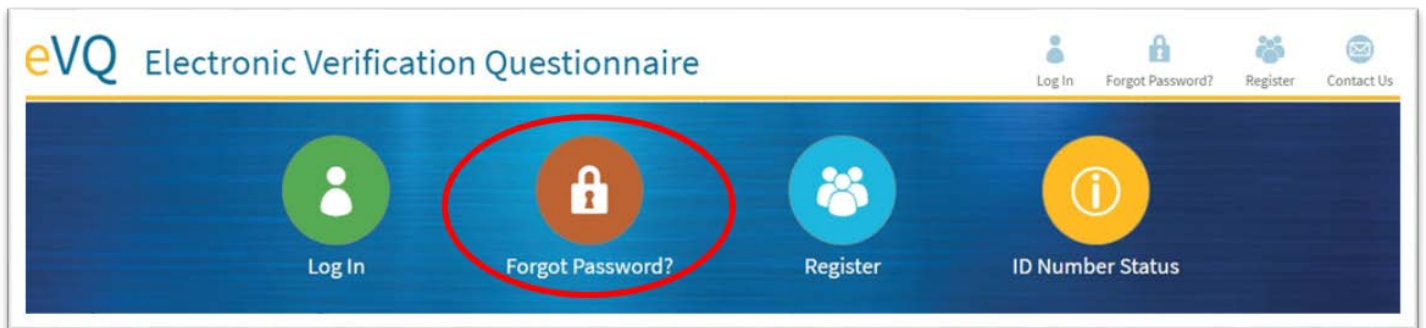 eVQ Electronic Verification Questionnaire
Log In Forgot Password? Register Contact Us
Log In Forgot Password? Register ID Number Status